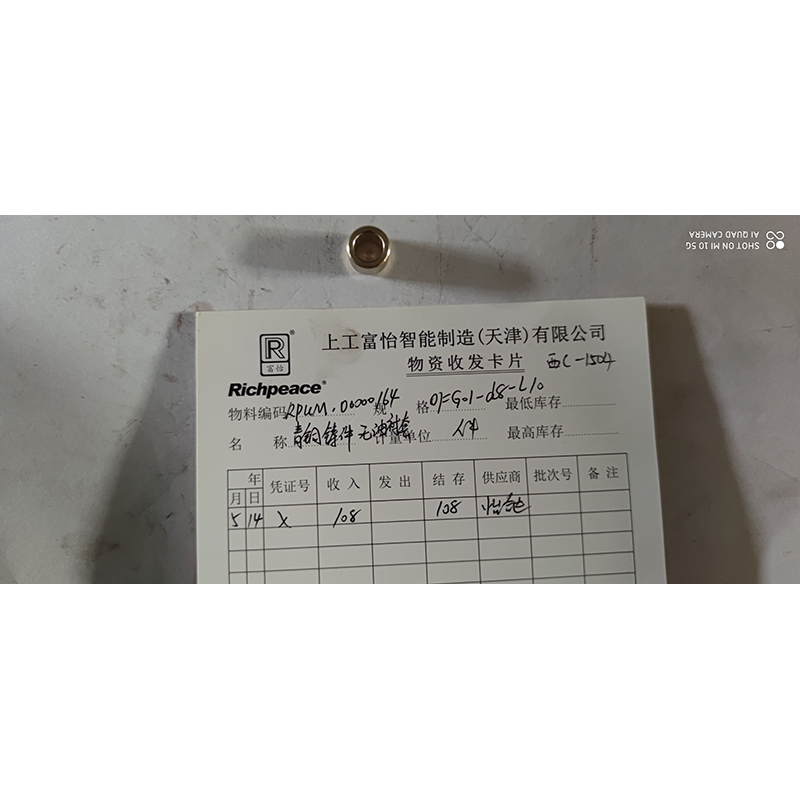 SHOT ON MI 10 5G
AI QUAD CAMERA
R
富怡
Richpeace
上工富怡智能制造(天津)有限公司
物资收发卡片 西C-1504
物料编码 RPWM.D0000164 规格 OFG01-d8-L10 最低库存
名称 青铜铸件无油衬套 计量单位 个 最高库存
年 凭证号 收入 发出 结存 供应商 批次号 备注
月 日
5 14 X 108 108